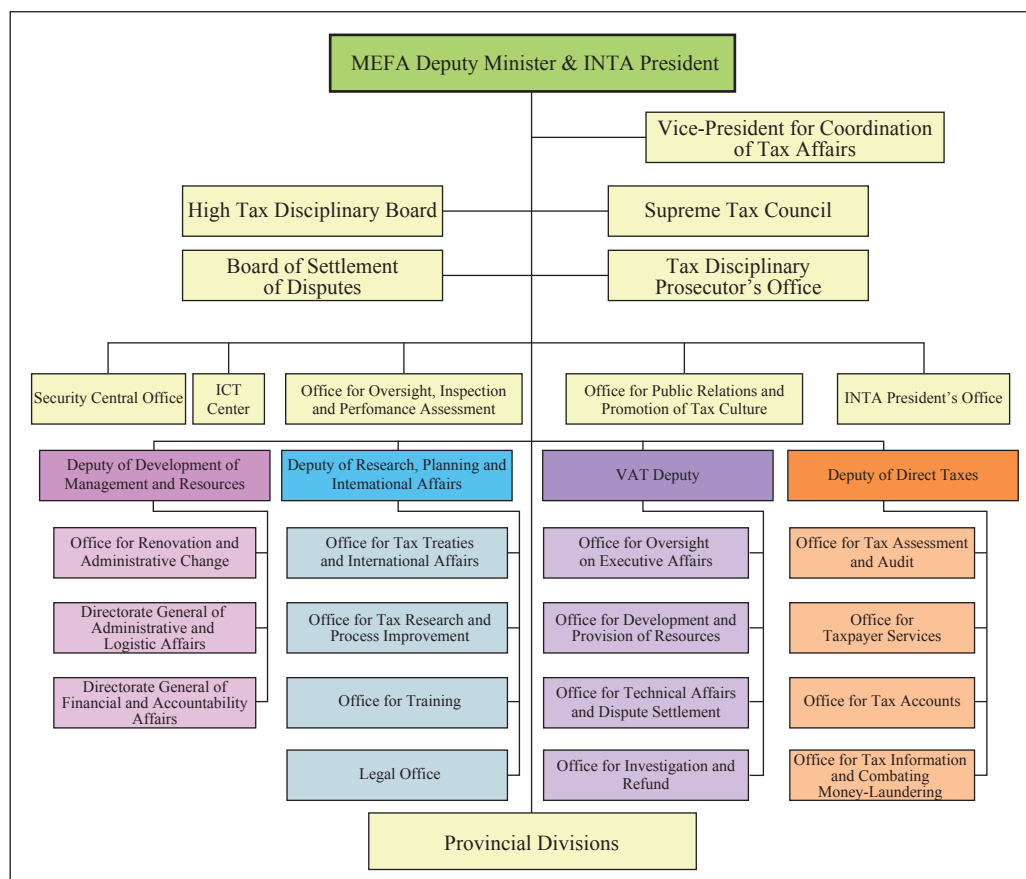 MEFA Deputy Minister & INTA President
Vice-President for Coordination
of Tax Affairs
High Tax Disciplinary Board
Supreme Tax Council
Board of Settlement
of Disputes
Tax Disciplinary
Prosecutor's Office
Security Central Office
ICT
Center
Office for Oversight, Inspection
and Perfomance Assessment
Office for Public Relations and
Promotion of Tax Culture
INTA President's Office
Deputy of Development of
Management and Resources
Deputy of Research, Planning and
International Affairs
VAT Deputy
Deputy of Direct Taxes
Office for Renovation and
Administrative Change
Office for Tax Treaties
and International Affairs
Office for Oversight
on Executive Affairs
Office for Tax Assessment
and Audit
Directorate General of
Administrative and
Logistic Affairs
Office for Tax Research and
Process Improvement
Office for Development and
Provision of Resources
Office for
Taxpayer Services
Directorate General of
Financial and Accountability
Affairs
Office for Training
Office for Technical Affairs
and Dispute Settlement
Office for Tax Accounts
Legal Office
Office for Investigation and
Refund
Office for Tax Information
and Combating
Money-Laundering
Provincial Divisions